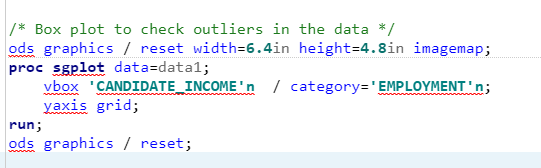 /* Box plot to check outliers in the data */
ods graphics / reset width=6.4in height=4.8in imagemap;
proc sgplot data=data1;
    vbox 'CANDIDATE_INCOME'n  / category='EMPLOYMENT'n;
    yaxis grid;
run;
ods graphics / reset;